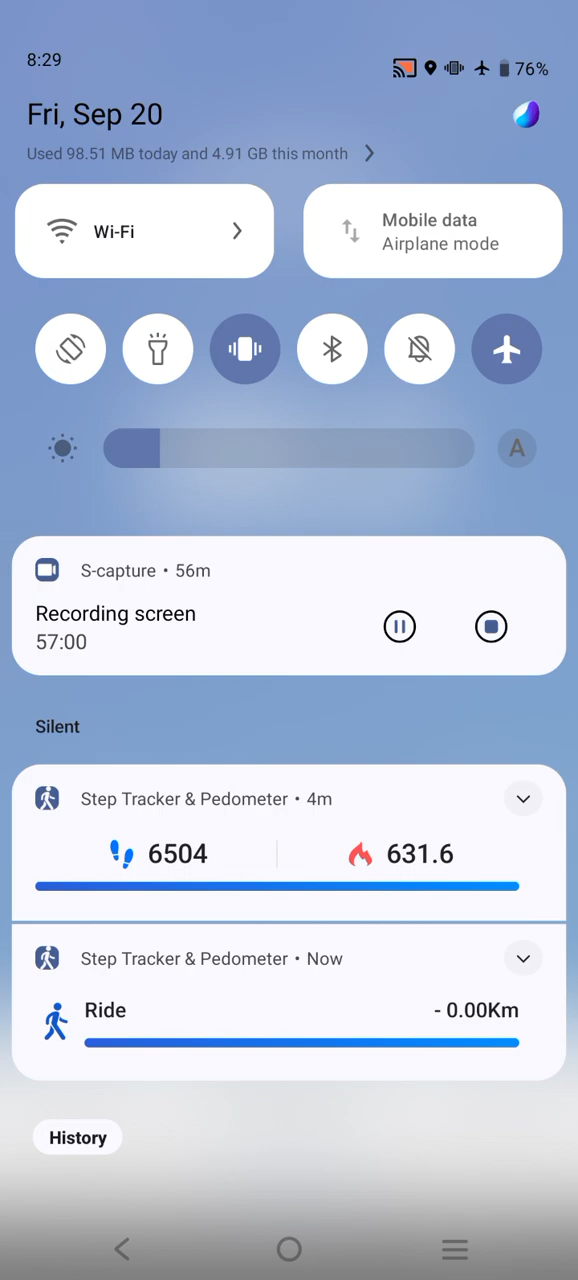 8:29
76%
Fri, Sep 20
Used 98.51 MB today and 4.91 GB this month
Wi-Fi
Mobile data
Airplane mode
A
S-capture • 56m
Recording screen
57:00
Silent
Step Tracker & Pedometer • 4m
6504
631.6
Step Tracker & Pedometer • Now
Ride
- 0.00Km
History